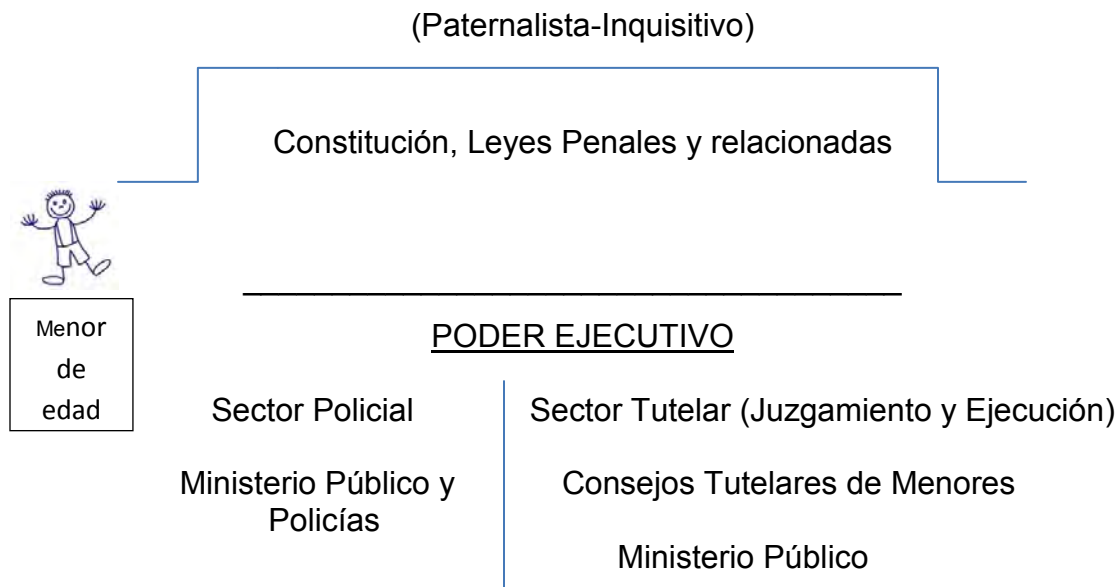 (Paternalista-Inquisitivo)
Constitución, Leyes Penales y relacionadas
Menor
de
edad
PODER EJECUTIVO
Sector Policial
Ministerio Público y
Policías
Sector Tutelar (Juzgamiento y Ejecución)
Consejos Tutelares de Menores
Ministerio Público